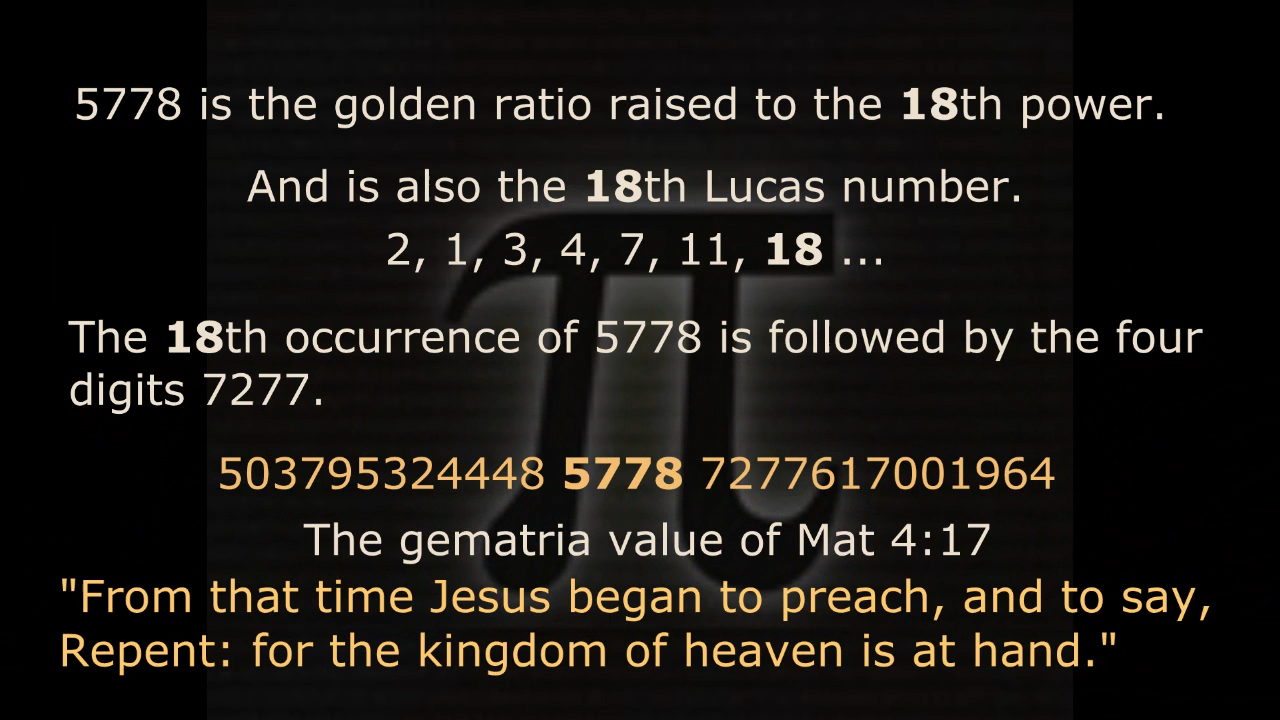 5778 is the golden ratio raised to the 18th power.
And is also the 18th Lucas number.
2, 1, 3, 4, 7, 11, 18 ...
The 18th occurrence of 5778 is followed by the four
digits 7277.
503795324448 5778 7277617001964
The gematria value of Mat 4:17
"From that time Jesus began to preach, and to say,
Repent: for the kingdom of heaven is at hand."